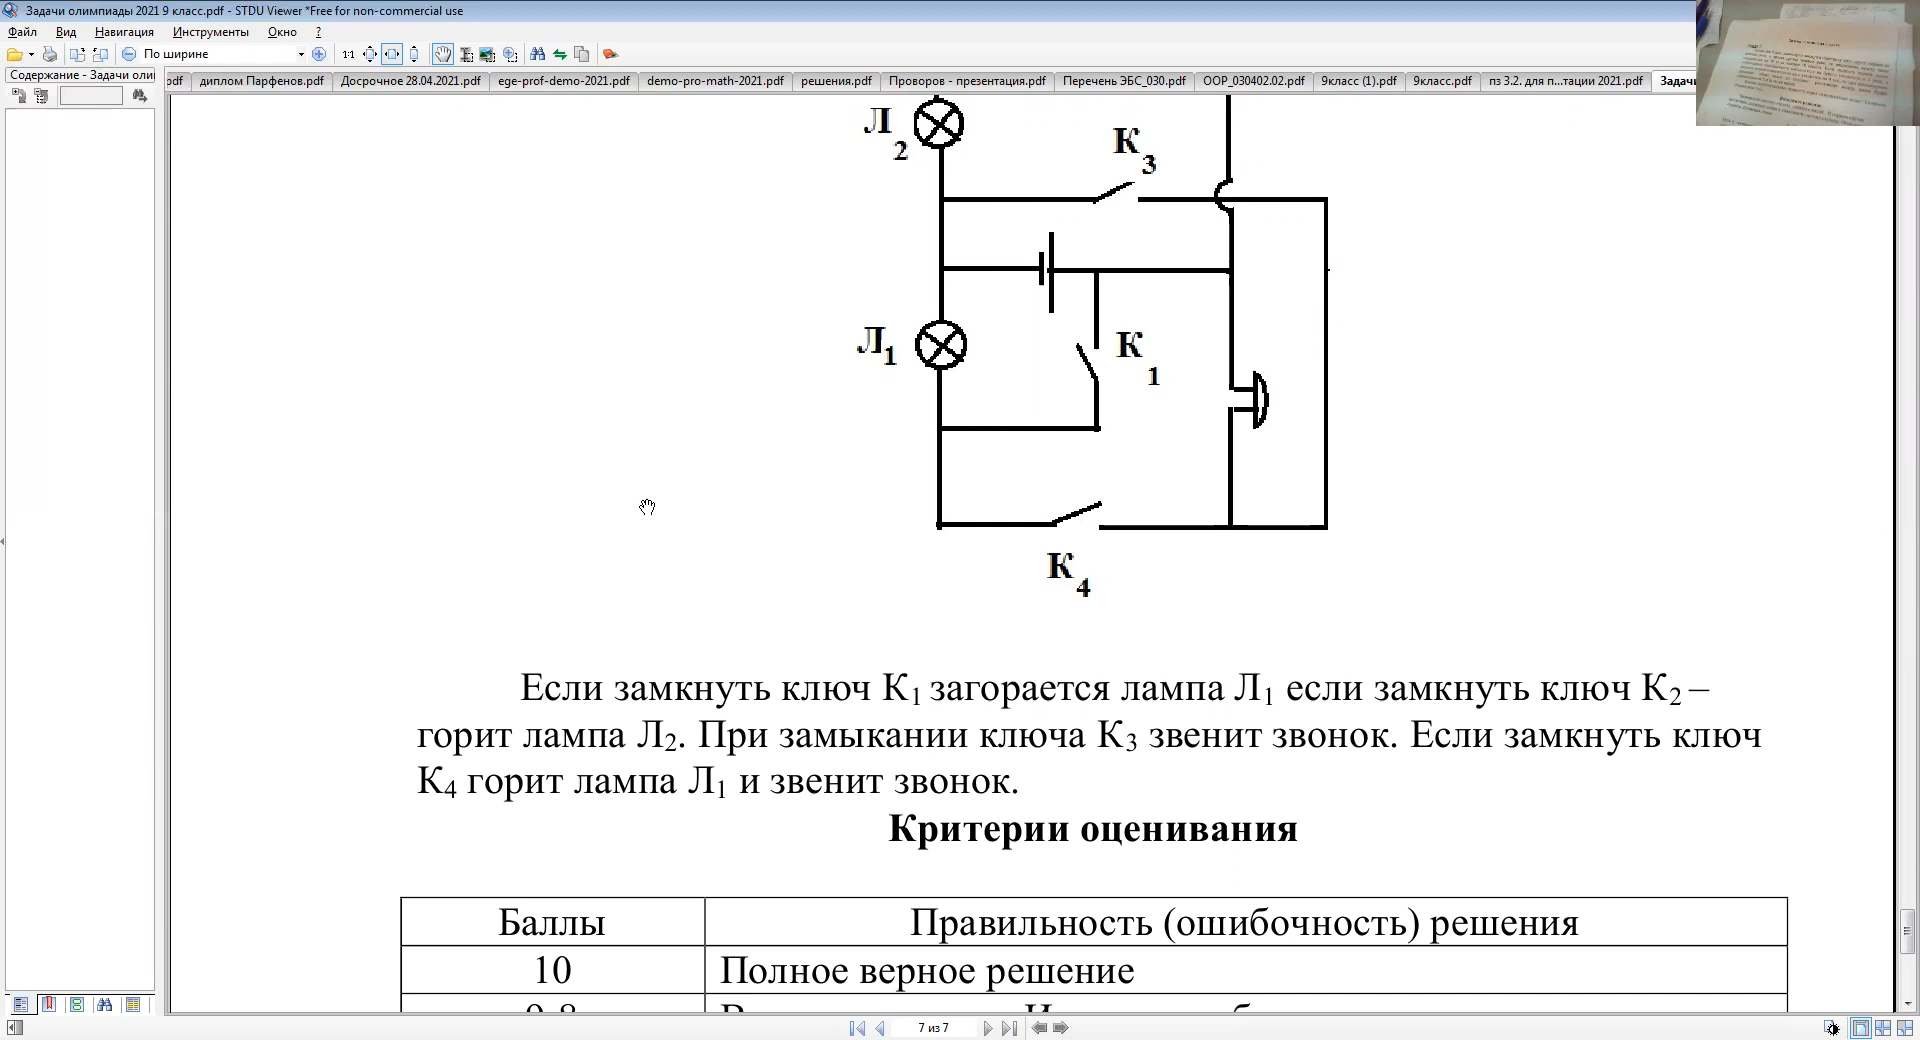 Задачи олимпиады 2021 9 класс.pdf - STDU Viewer *Free for non-commercial use
Файл Вид Навигация Инструменты Окно ?
По ширине 1:1
Содержание - Задачи оли
pdf диплом Парфенов.pdf Досрочное 28.04.2021.pdf ege-prof-demo-2021.pdf demo-pro-math-2021.pdf решения.pdf Проворов - презентация.pdf Перечень ЭБС_030.pdf ООР_030402.02.pdf 9класс (1).pdf 9класс.pdf пз 3.2. для п...тации 2021.pdf Задачи
Л2
К3
Л1
К1
К4
Если замкнуть ключ К1 загорается лампа Л1 если замкнуть ключ К2 –
горит лампа Л2. При замыкании ключа К3 звенит звонок. Если замкнуть ключ
К4 горит лампа Л1 и звенит звонок.
Критерии оценивания
Баллы Правильность (ошибочность) решения
10 Полное верное решение
7 из 7